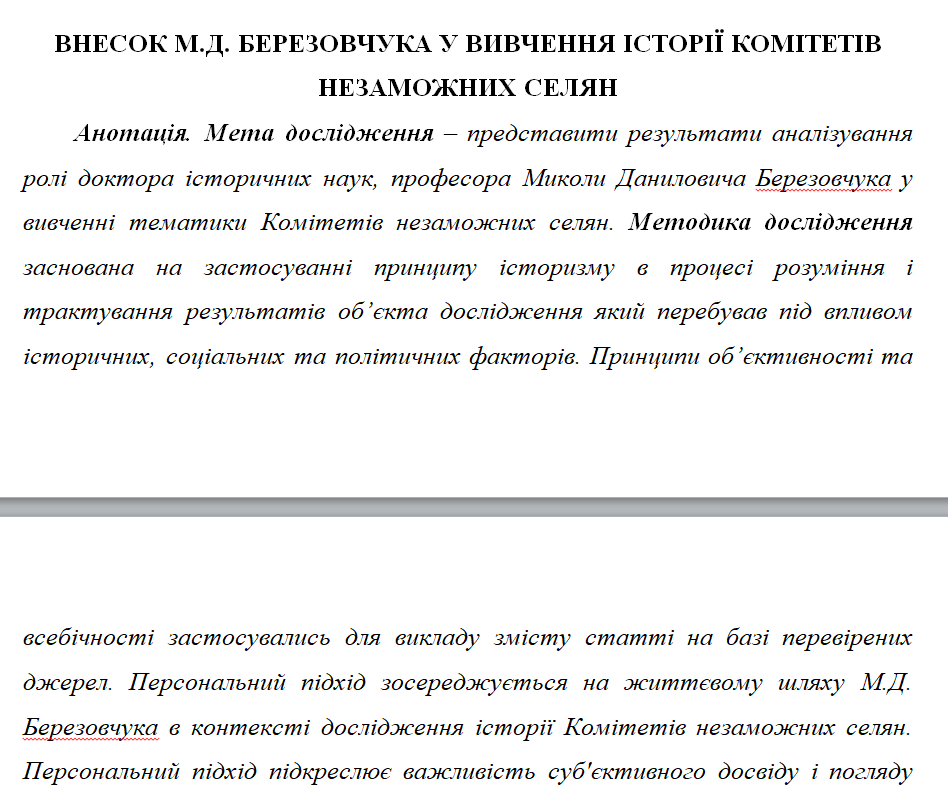 ВНЕСОК М.Д. БЕРЕЗОВЧУКА У ВИВЧЕННЯ ІСТОРІЇ КОМІТЕТІВ
НЕЗАМОЖНИХ СЕЛЯН
Анотація. Мета дослідження – представити результати аналізування
ролі доктора історичних наук, професора Миколи Даниловича Березовчука у
вивченні тематики Комітетів незаможних селян. Методика дослідження
заснована на застосуванні принципу історизму в процесі розуміння і
трактування результатів об’єкта дослідження який перебував під впливом
історичних, соціальних та політичних факторів. Принципи об’єктивності та
всебічності застосувались для викладу змісту статті на базі перевірених
джерел. Персональний підхід зосереджується на життєвому шляху М.Д.
Березовчука в контексті дослідження історії Комітетів незаможних селян.
Персональний підхід підкреслює важливість суб'єктивного досвіду і погляду